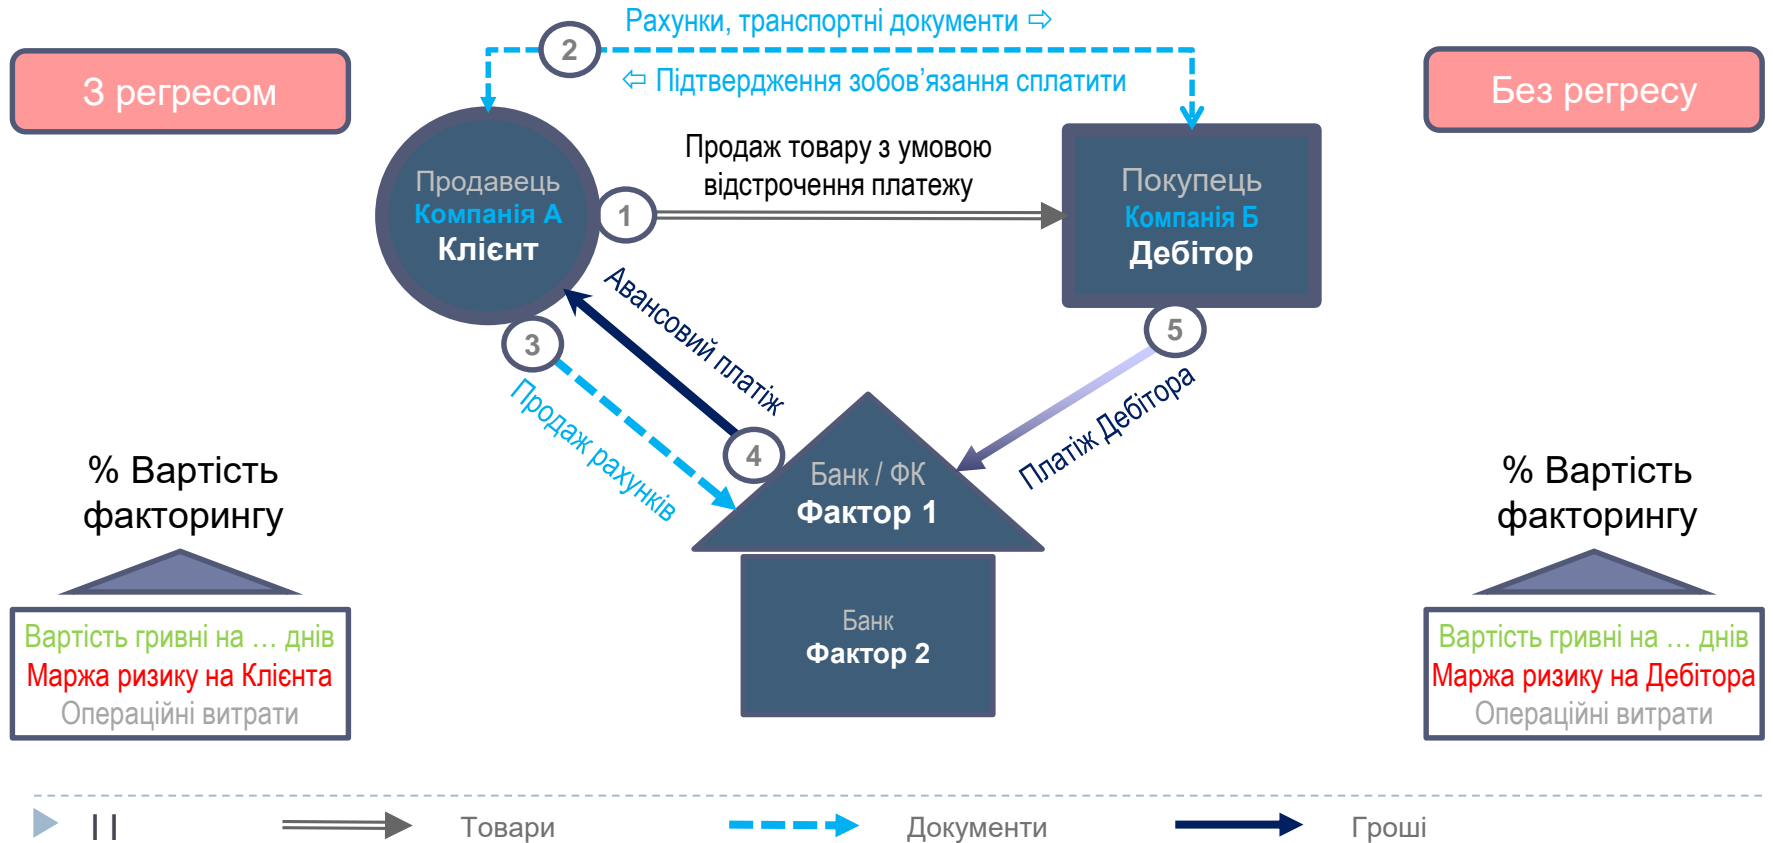 Рахунки, транспортні документи ⇨
2
⇦ Підтвердження зобов’язання сплатити
З регресом
Без регресу
Продавець
Компанія А
Клієнт
1
Продаж товару з умовою
відстрочення платежу
Покупець
Компанія Б
Дебітор
3
Авансовий платіж
Продаж рахунків
4
5
Платіж Дебітора
Банк / ФК
Фактор 1
Банк
Фактор 2
% Вартість
факторингу
Вартість гривні на … днів
Маржа ризику на Клієнта
Операційні витрати
% Вартість
факторингу
Вартість гривні на … днів
Маржа ризику на Дебітора
Операційні витрати
11
Товари
Документи
Гроші